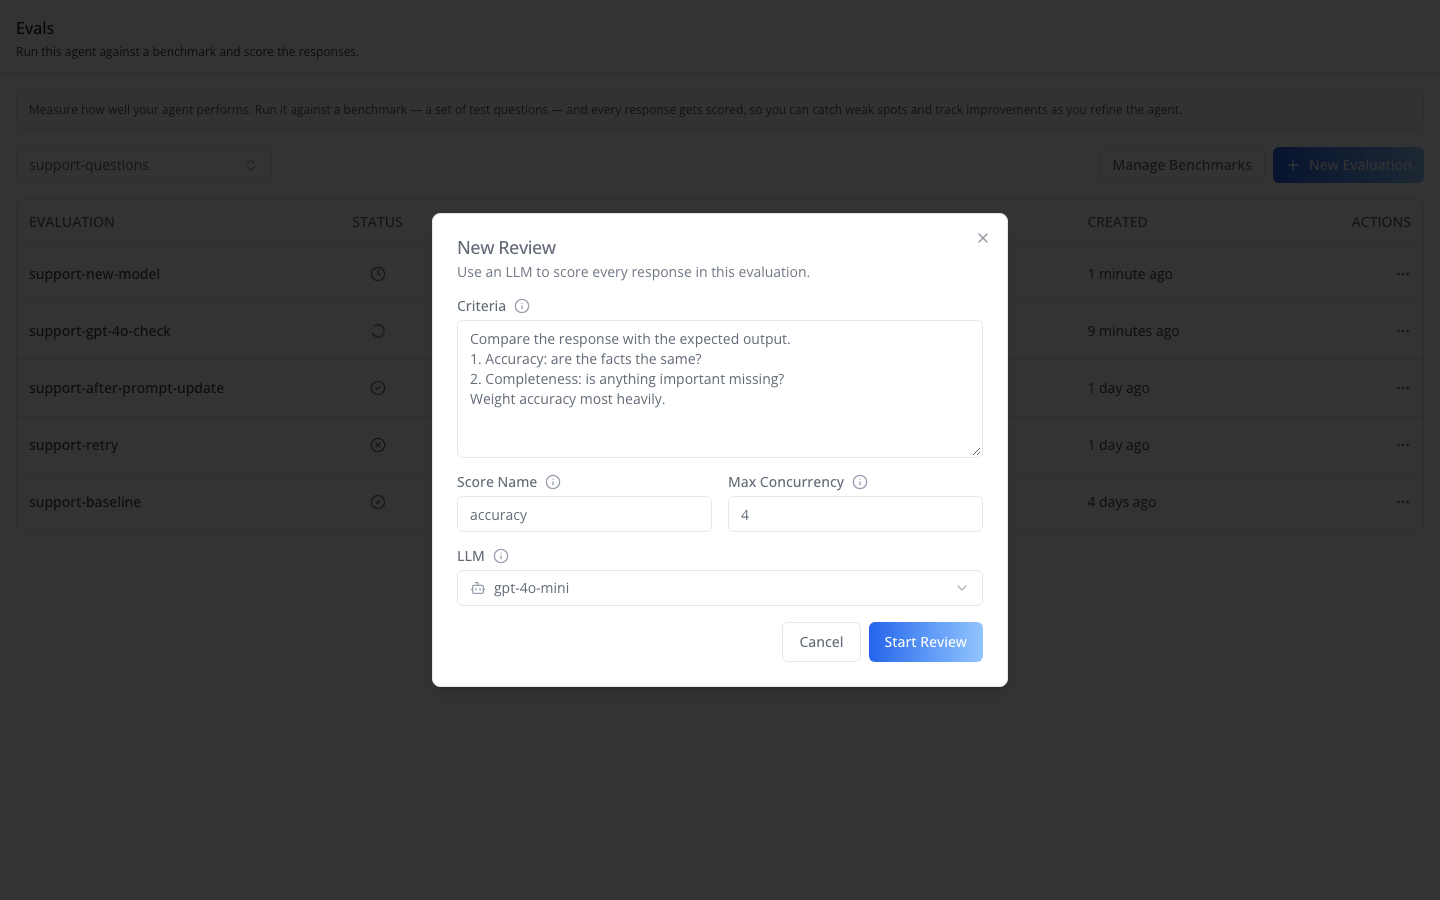 Evals
Run this agent against a benchmark and score the responses.
Measure how well your agent performs. Run it against a benchmark — a set of test questions — and every response gets scored, so you can catch weak spots and track improvements as you refine the agent.
support-questions
Manage Benchmarks
New Evaluation
EVALUATION STATUS CREATED ACTIONS
support-new-model 1 minute ago
support-gpt-4o-check 9 minutes ago
support-after-prompt-update 1 day ago
support-retry 1 day ago
support-baseline 4 days ago
New Review
Use an LLM to score every response in this evaluation.
Criteria
Compare the response with the expected output.
1. Accuracy: are the facts the same?
2. Completeness: is anything important missing?
Weight accuracy most heavily.
Score Name Max Concurrency
accuracy 4
LLM
gpt-4o-mini
Cancel Start Review